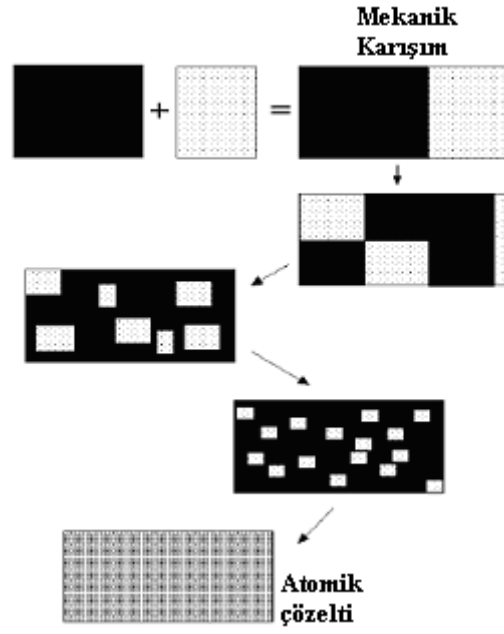 Mekanik
Karışım
+ =
Atomik
çözelti